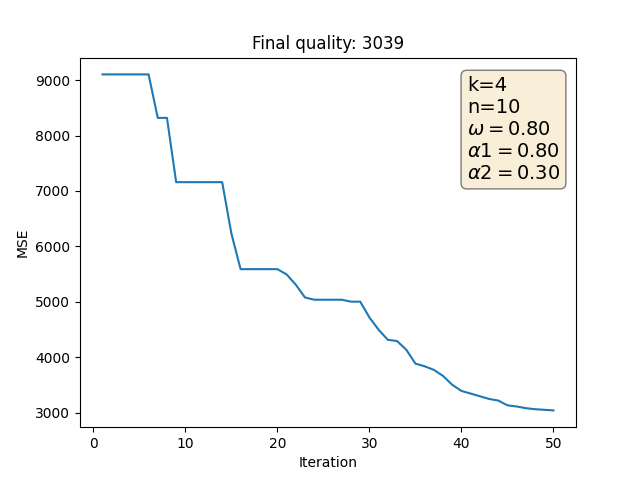 Final quality: 3039
k=4
n=10
ω = 0.80
α1 = 0.80
α2 = 0.30
MSE
9000
8000
7000
6000
5000
4000
3000
0 10 20 30 40 50
Iteration